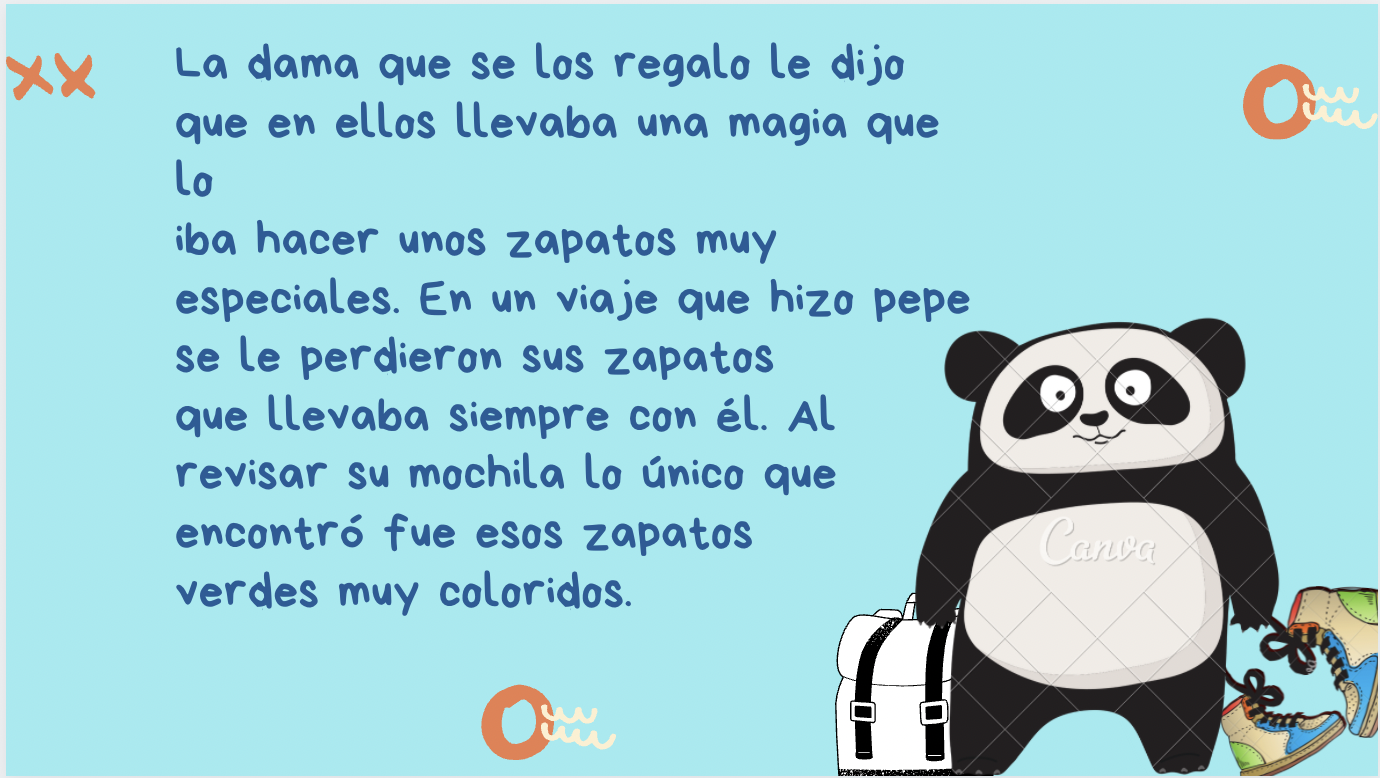 La dama que se los regalo le dijo
que en ellos llevaba una magia que
lo
iba hacer unos zapatos muy
especiales. En un viaje que hizo pepe
se le perdieron sus zapatos
que llevaba siempre con él. Al
revisar su mochila lo único que
encontró fue esos zapatos
verdes muy coloridos.
Canva